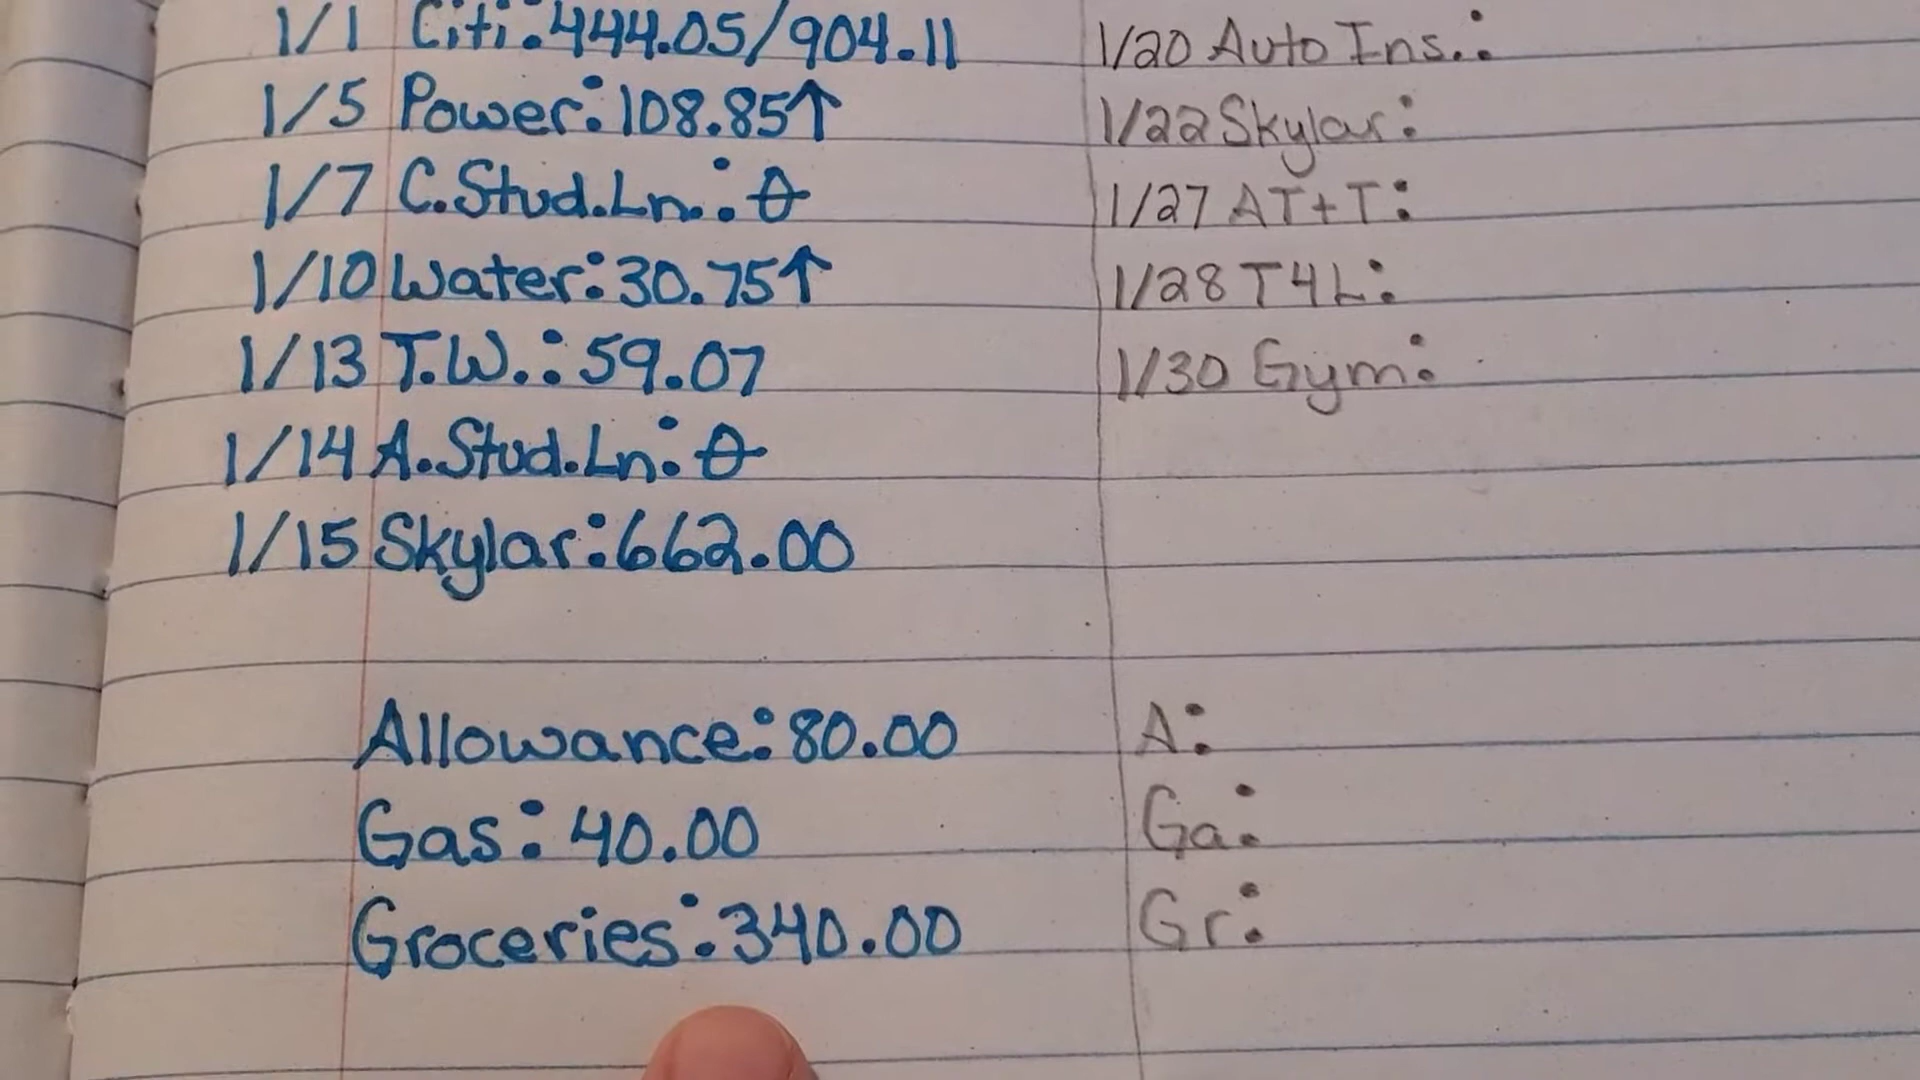 1/1 Citi: 444.05/904.11
1/5 Power: 108.85↑
1/7 C.Stud.Ln.: θ
1/10 Water: 30.75↑
1/13 T.W.: 59.07
1/14 A.Stud.Ln: θ
1/15 Skylar: 662.00
Allowance: 80.00
Gas: 40.00
Groceries: 340.00
1/20 Auto Ins.:
1/22 Skylar:
1/27 AT+T:
1/28 T4L:
1/30 Gym:
A:
Ga:
Gr: